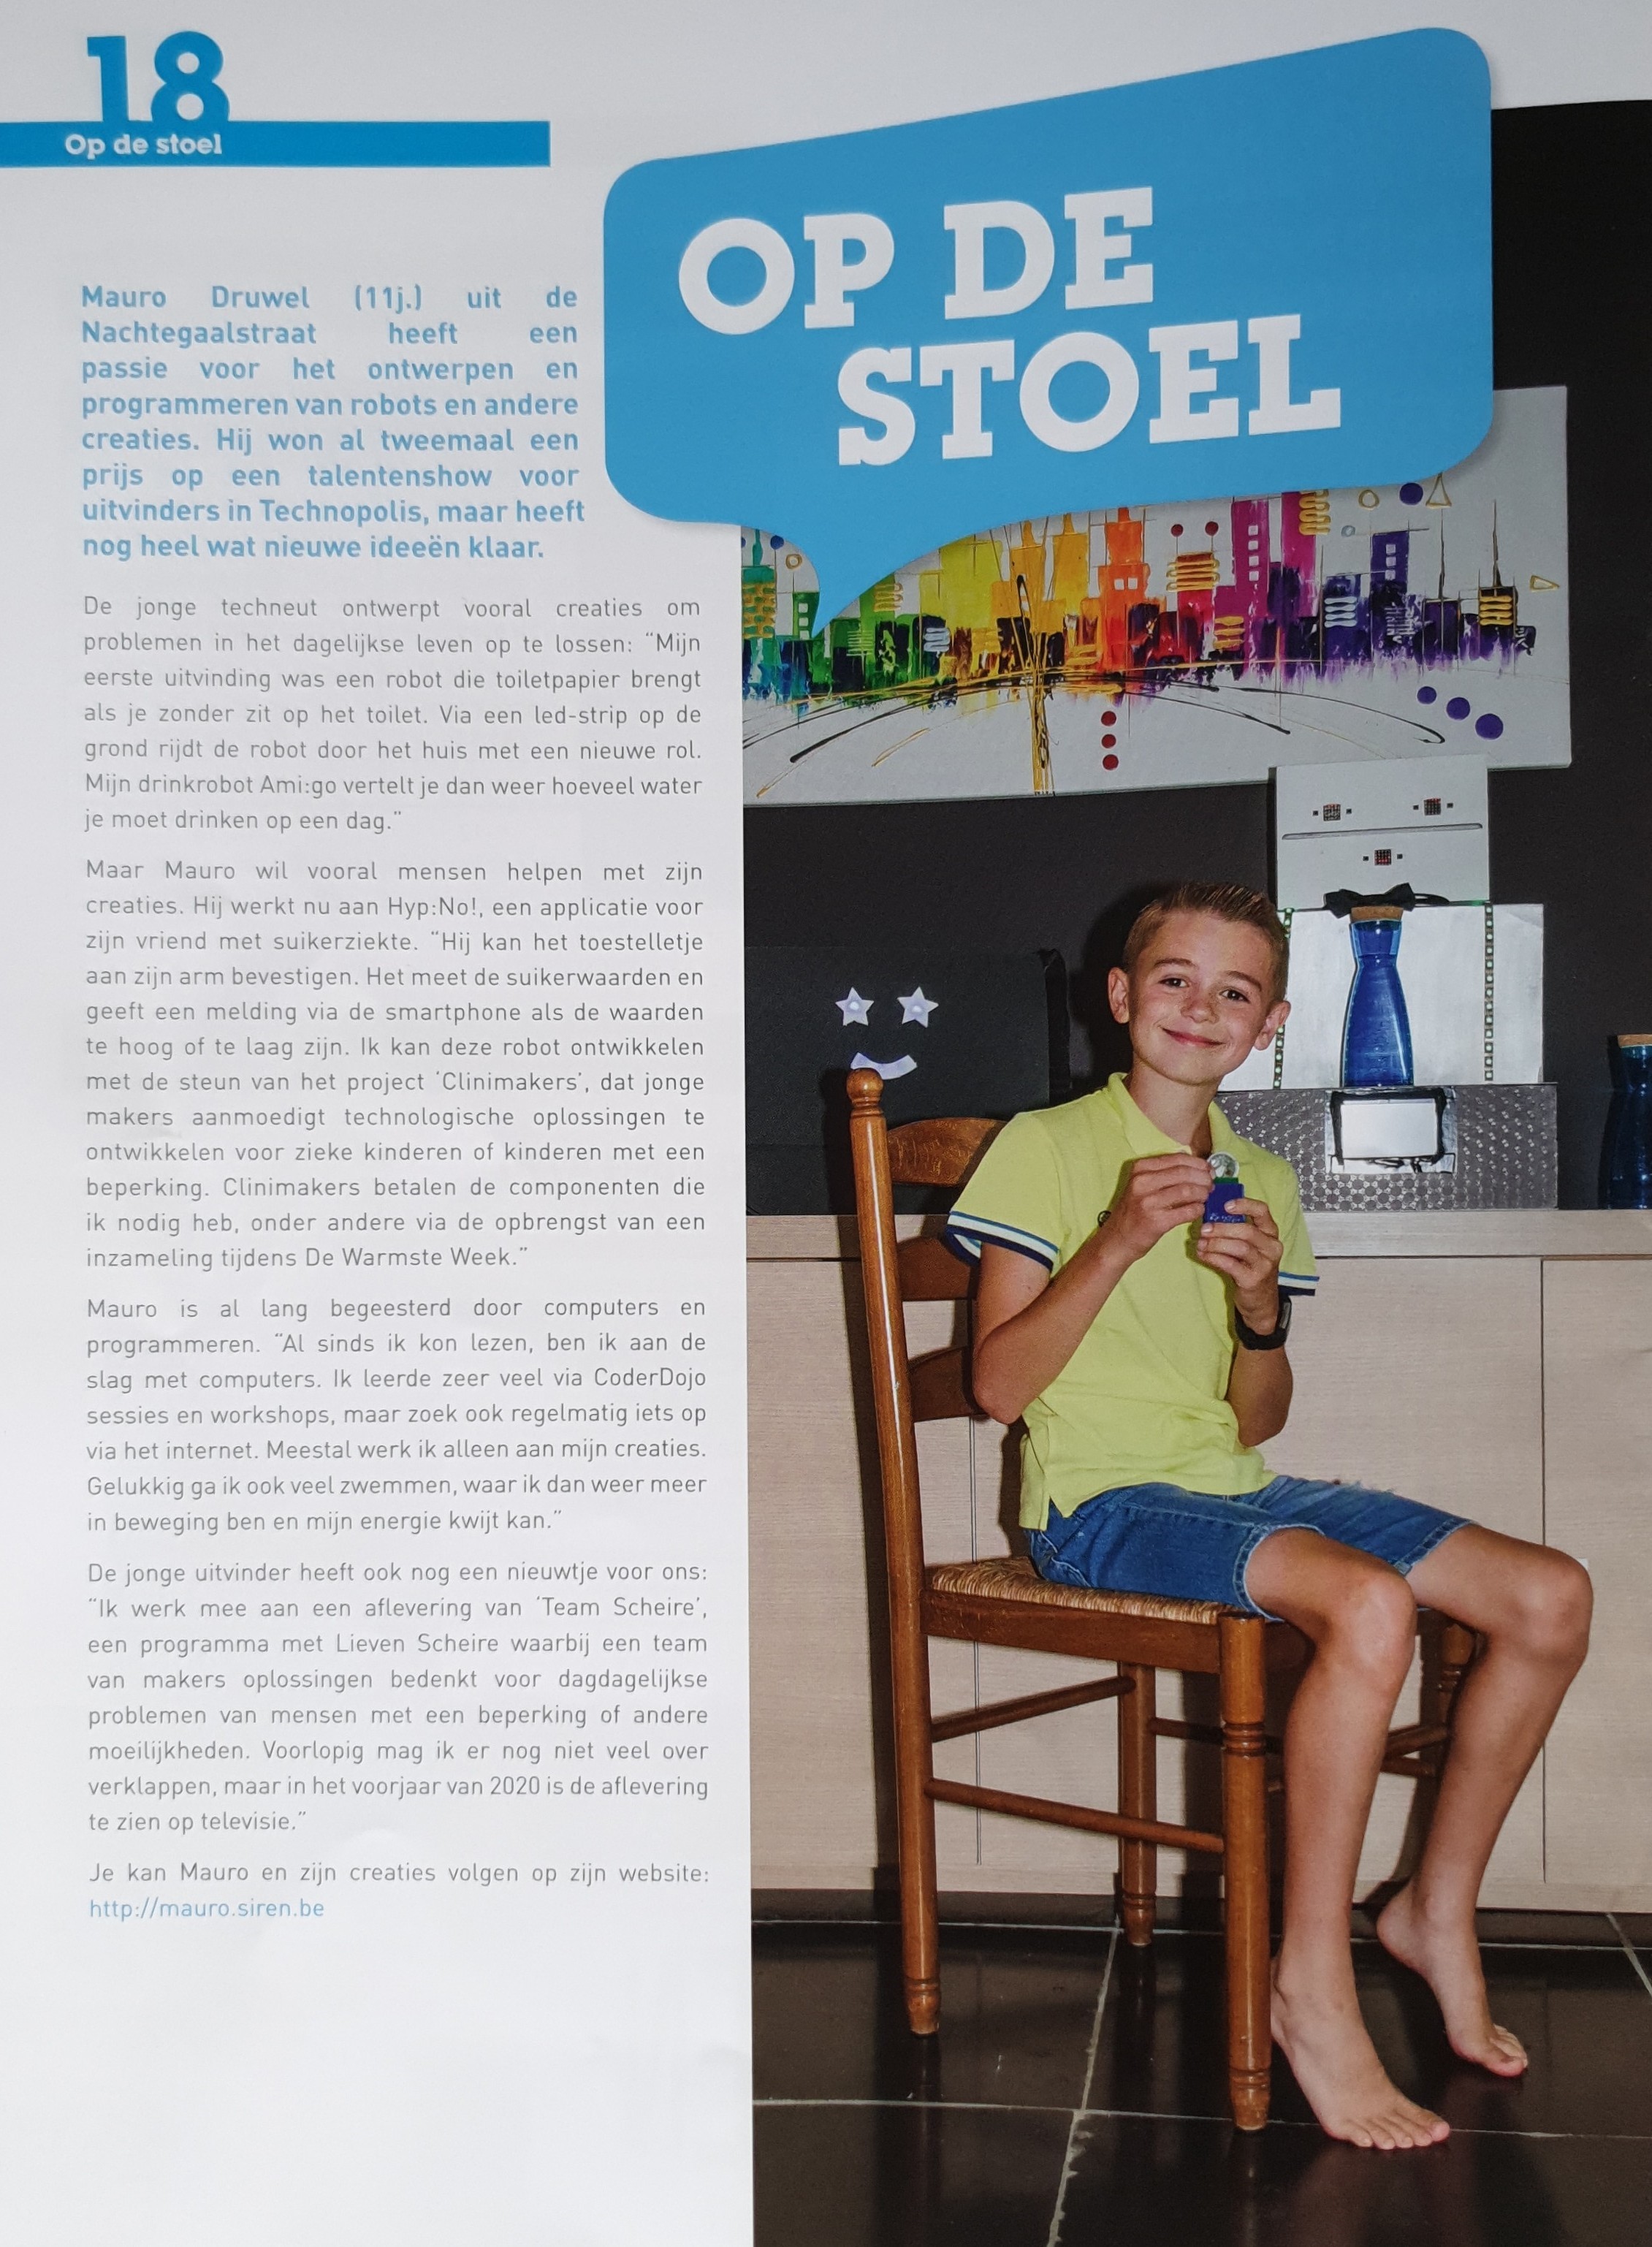 18
Op de stoel
OP DE
STOEL
Mauro Druwel (11j.) uit de
Nachtegaalstraat heeft een
passie voor het ontwerpen en
programmeren van robots en andere
creaties. Hij won al tweemaal een
prijs op een talentenshow voor
uitvinders in Technopolis, maar heeft
nog heel wat nieuwe ideeën klaar.
De jonge techneut ontwerpt vooral creaties om
problemen in het dagelijkse leven op te lossen: “Mijn
eerste uitvinding was een robot die toiletpapier brengt
als je zonder zit op het toilet. Via een led-strip op de
grond rijdt de robot door het huis met een nieuwe rol.
Mijn drinkrobot Ami:go vertelt je dan weer hoeveel water
je moet drinken op een dag.”
Maar Mauro wil vooral mensen helpen met zijn
creaties. Hij werkt nu aan Hyp:No!, een applicatie voor
zijn vriend met suikerziekte. “Hij kan het toestelletje
aan zijn arm bevestigen. Het meet de suikerwaarden en
geeft een melding via de smartphone als de waarden
te hoog of te laag zijn. Ik kan deze robot ontwikkelen
met de steun van het project ‘Clinimakers’, dat jonge
makers aanmoedigt technologische oplossingen te
ontwikkelen voor zieke kinderen of kinderen met een
beperking. Clinimakers betalen de componenten die
ik nodig heb, onder andere via de opbrengst van een
inzameling tijdens De Warmste Week.”
Mauro is al lang begeesterd door computers en
programmeren. “Al sinds ik kon lezen, ben ik aan de
slag met computers. Ik leerde zeer veel via CoderDojo
sessies en workshops, maar zoek ook regelmatig iets op
via het internet. Meestal werk ik alleen aan mijn creaties.
Gelukkig ga ik ook veel zwemmen, waar ik dan weer meer
in beweging ben en mijn energie kwijt kan.”
De jonge uitvinder heeft ook nog een nieuwtje voor ons:
“Ik werk mee aan een aflevering van ‘Team Scheire’,
een programma met Lieven Scheire waarbij een team
van makers oplossingen bedenkt voor dagdagelijkse
problemen van mensen met een beperking of andere
moeilijkheden. Voorlopig mag ik er nog niet veel over
verklappen, maar in het voorjaar van 2020 is de aflevering
te zien op televisie.”
Je kan Mauro en zijn creaties volgen op zijn website:
http://mauro.siren.be